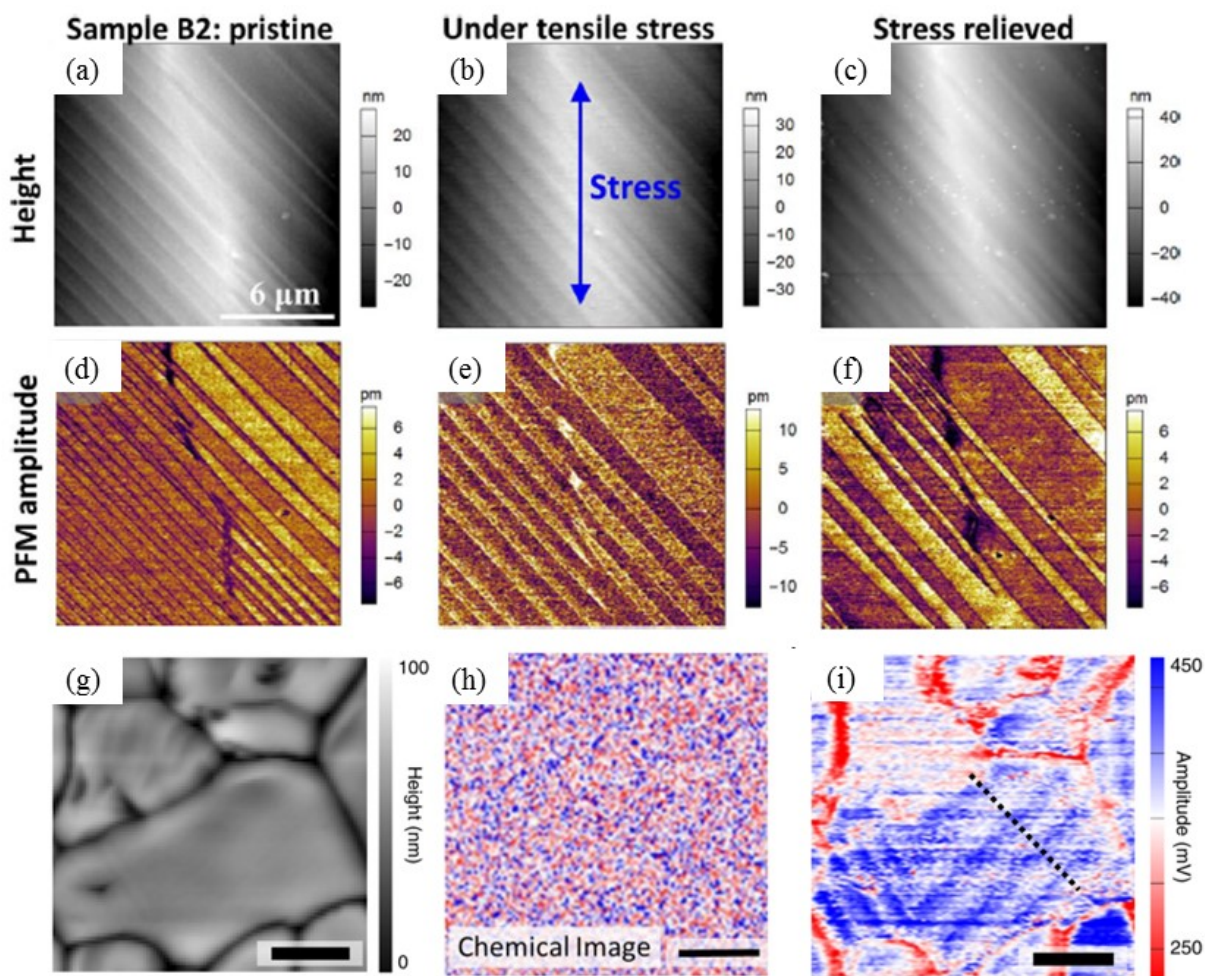 Sample B2: pristine
Under tensile stress
Stress relieved
Height
(a)
6 μm
nm
20
10
0
−10
−20
(b)
Stress
nm
30
20
10
0
−10
−20
−30
(c)
nm
40
20
0
−20
−40
PFM amplitude
(d)
pm
6
4
2
0
−2
−4
−6
(e)
pm
10
5
0
−5
−10
(f)
pm
6
4
2
0
−2
−4
−6
(g)
100
Height (nm)
0
(h)
Chemical Image
(i)
450
Amplitude (mV)
250